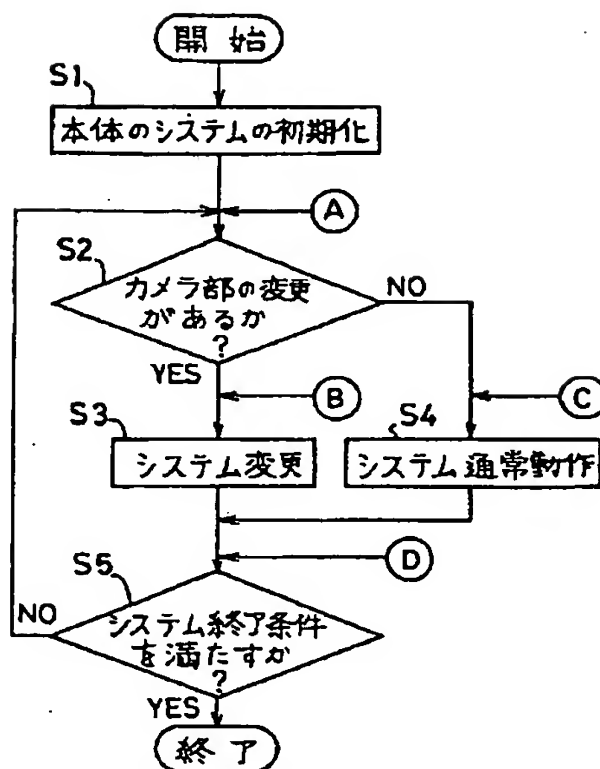 開始
S1
本体のシステムの初期化
A
S2
カメラ部の変更
があるか
?
NO
YES
B
C
S3
システム変更
S4
システム通常動作
D
S5
システム終了条件
を満たすか
?
NO
YES
終了